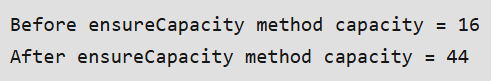 Before ensureCapacity method capacity = 16
After ensureCapacity method capacity = 44